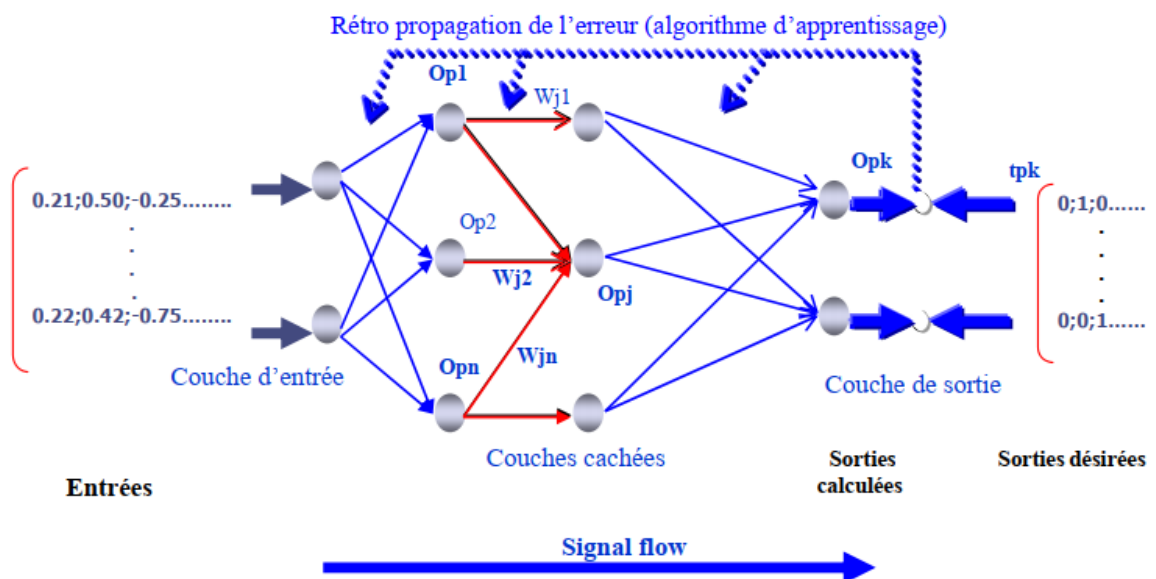 Rétro propagation de l'erreur (algorithme d'apprentissage)
Op1
Wj1
Opk
tpk
0.21;0.50;-0.25........
0;1;0......
Op2
Wj2
Opj
0.22;0.42;-0.75........
0;0;1......
Wjn
Opn
Couche d'entrée
Couche de sortie
Couches cachées
Sorties
calculées
Sorties désirées
Entrées
Signal flow